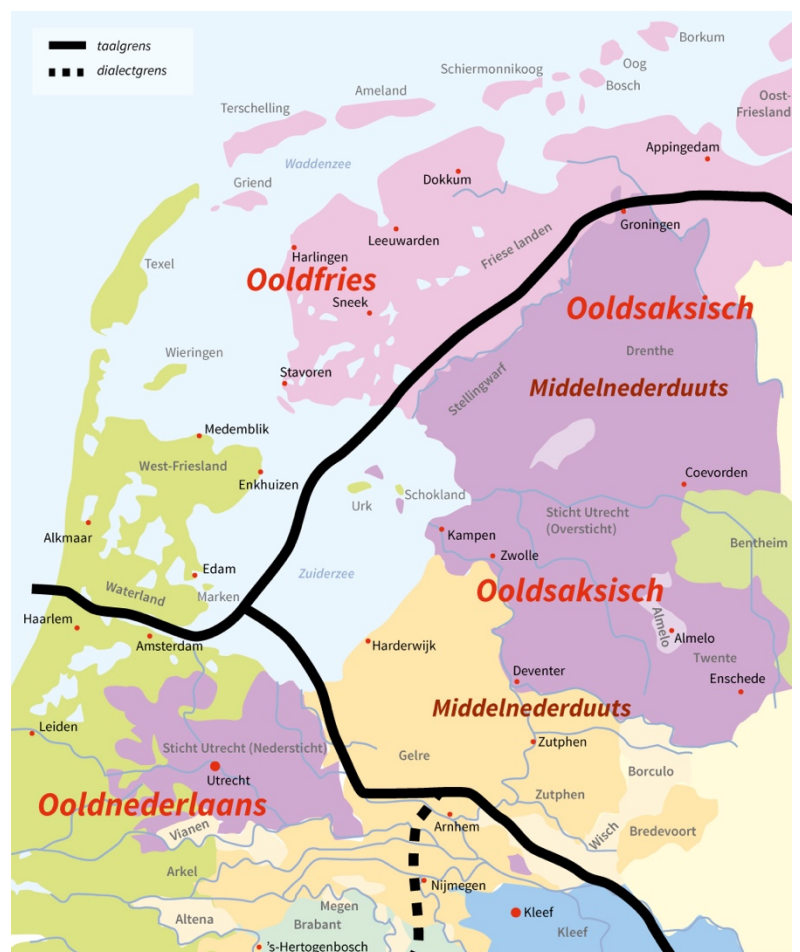 taalgrens
dialectgrens
Borkum
Oog
Schiermonnikoog
Bosch
Ameland
Terschelling
Oost-
Friesland
Appingedam
Waddenzee
Dokkum
Griend
Groningen
Leeuwarden
Friese landen
Harlingen
Texel
Ooldfries
Sneek
Ooldsaksisch
Drenthe
Wieringen
Stavoren
Stellingwarf
Middelnederduuts
Medemblik
West-Friesland
Enkhuizen
Coevorden
Schokland
Urk
Sticht Utrecht
(Oversticht)
Alkmaar
Kampen
Bentheim
Zwolle
Edam
Zuiderzee
Waterland
Marken
Ooldsaksisch
Haarlem
Amsterdam
Harderwijk
Almelo
Almelo
Twente
Deventer
Enschede
Middelnederduuts
Leiden
Sticht Utrecht (Nedersticht)
Gelre
Zutphen
Utrecht
Borculo
Zutphen
Ooldnederlaans
Arnhem
Vianen
Wisch
Bredevoort
Arkel
Nijmegen
Megen
Altena
Brabant
Kleef
Kleef
's-Hertogenbosch